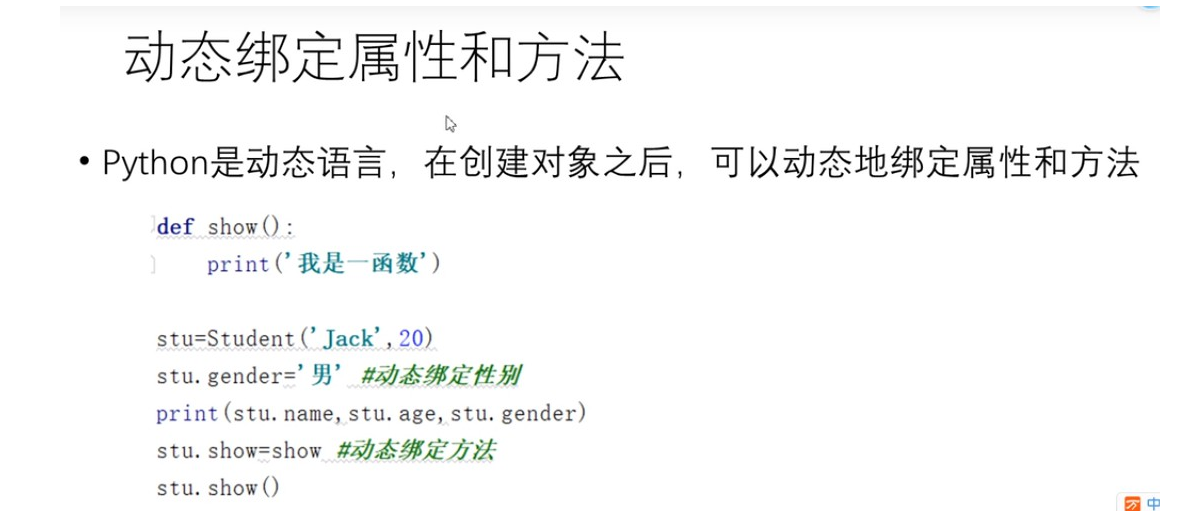 动态绑定属性和方法
• Python是动态语言，在创建对象之后，可以动态地绑定属性和方法
def show():
    print('我是一函数')
stu=Student('Jack',20)
stu.gender='男' #动态绑定性别
print(stu.name,stu.age,stu.gender)
stu.show=show #动态绑定方法
stu.show()
中